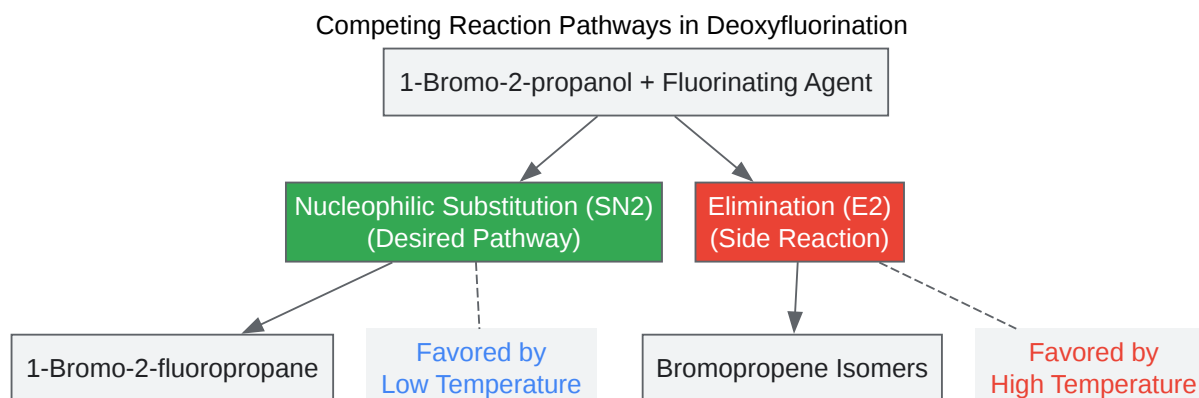 Competing Reaction Pathways in Deoxyfluorination
1-Bromo-2-propanol + Fluorinating Agent
Nucleophilic Substitution (SN2)
(Desired Pathway)
Elimination (E2)
(Side Reaction)
1-Bromo-2-fluoropropane
Favored by
Low Temperature
Bromopropene Isomers
Favored by
High Temperature